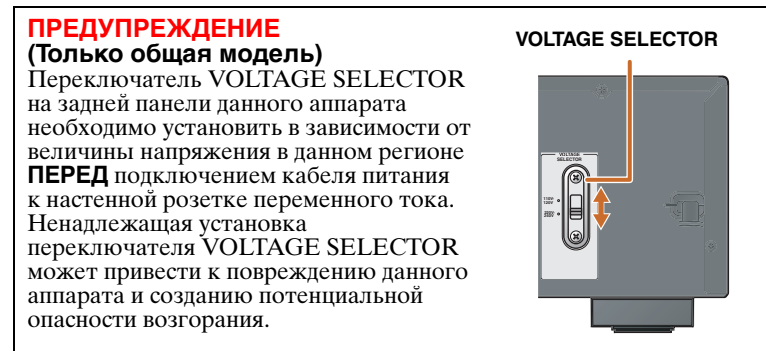 ПРЕДУПРЕЖДЕНИЕ
(Только общая модель)
Переключатель VOLTAGE SELECTOR
на задней панели данного аппарата
необходимо установить в зависимости от
величины напряжения в данном регионе
ПЕРЕД подключением кабеля питания
к настенной розетке переменного тока.
Ненадлежащая установка
переключателя VOLTAGE SELECTOR
может привести к повреждению данного
аппарата и созданию потенциальной
опасности возгорания.
VOLTAGE SELECTOR
VOLTAGE
SELECTOR